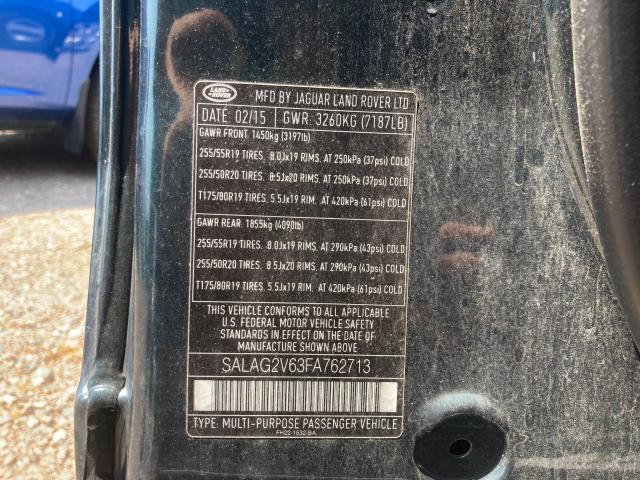 LAND ROVER
MFD BY JAGUAR LAND ROVER LTD
DATE: 02/15 GWR: 3260KG (7187LB)
GAWR FRONT 1450kg (3197lb)
255/55R19 TIRES. 8.0Jx19 RIMS. AT 250kPa (37psi) COLD
255/50R20 TIRES. 8.5Jx20 RIMS. AT 250kPa (37psi) COLD
T175/80R19 TIRES. 5.5Jx19 RIM. AT 420kPa (61psi) COLD
GAWR REAR 1855kg (4090lb)
255/55R19 TIRES. 8.0Jx19 RIMS. AT 290kPa (43psi) COLD
255/50R20 TIRES. 8.5Jx20 RIMS. AT 290kPa (43psi) COLD
T175/80R19 TIRES. 5.5Jx19 RIM. AT 420kPa (61psi) COLD
THIS VEHICLE CONFORMS TO ALL APPLICABLE
U.S. FEDERAL MOTOR VEHICLE SAFETY
STANDARDS IN EFFECT ON THE DATE OF
MANUFACTURE SHOWN ABOVE
SALAG2V63FA762713
TYPE: MULTI-PURPOSE PASSENGER VEHICLE
FH22-1532-BA